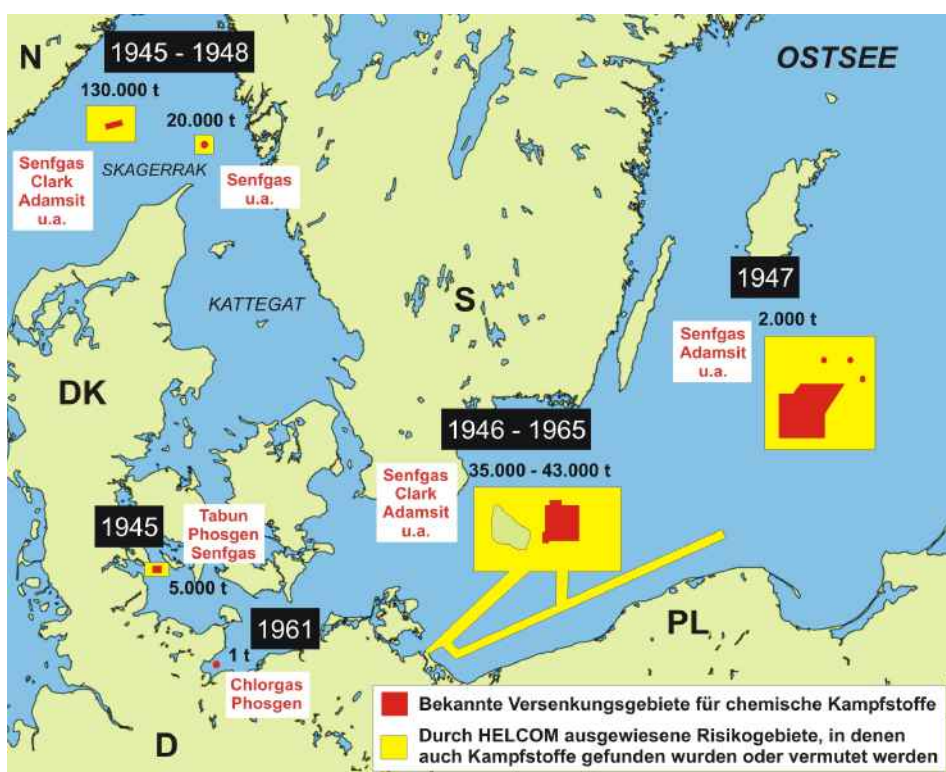 N
1945 - 1948
OSTSEE
130.000 t
20.000 t
SKAGERRAK
Senfgas
Clark
Adamsit
u.a.
Senfgas
u.a.
KATTEGAT
S
1947
2.000 t
Senfgas
Adamsit
u.a.
DK
1946 - 1965
35.000 - 43.000 t
Senfgas
Clark
Adamsit
u.a.
1945
Tabun
Phosgen
Senfgas
5.000 t
1961
1 t
Chlorgas
Phosgen
PL
D
Bekannte Versenkungsgebiete für chemische Kampfstoffe
Durch HELCOM ausgewiesene Risikogebiete, in denen
auch Kampfstoffe gefunden wurden oder vermutet werden